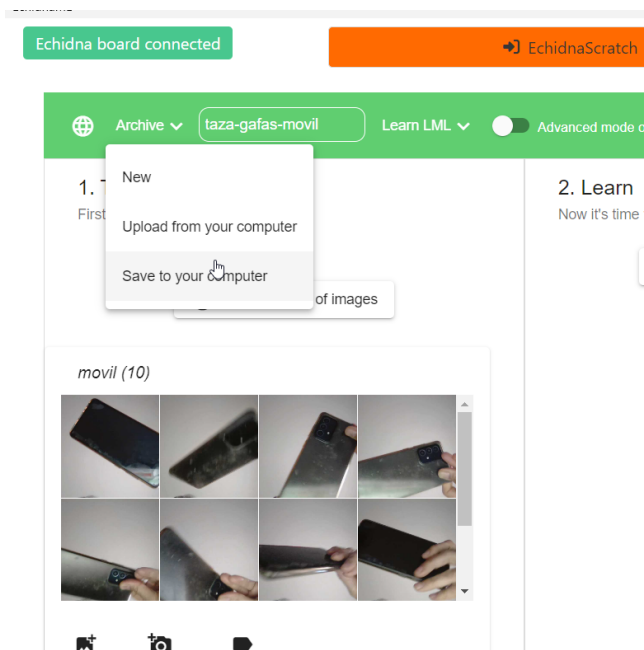 Echidna board connected
EchidnaScratch
Archive
taza-gafas-movil
Learn LML
Advanced mode o
1. T
2. Learn
First
Now it's time
New
Upload from your computer
Save to your computer
of images
movil (10)